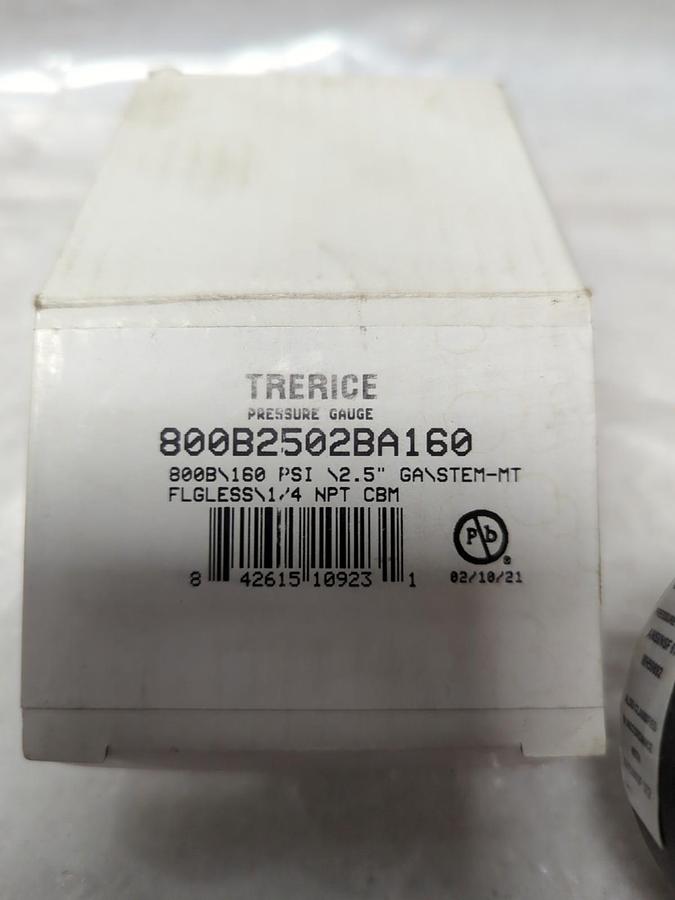 TRERICE
PRESSURE GAUGE
800B2502BA160
800B\160 PSI \2.5" GA\STEM-MT
FLGLESS\1/4 NPT CBM
8 42615 10923 1
Pb
®
02/10/21